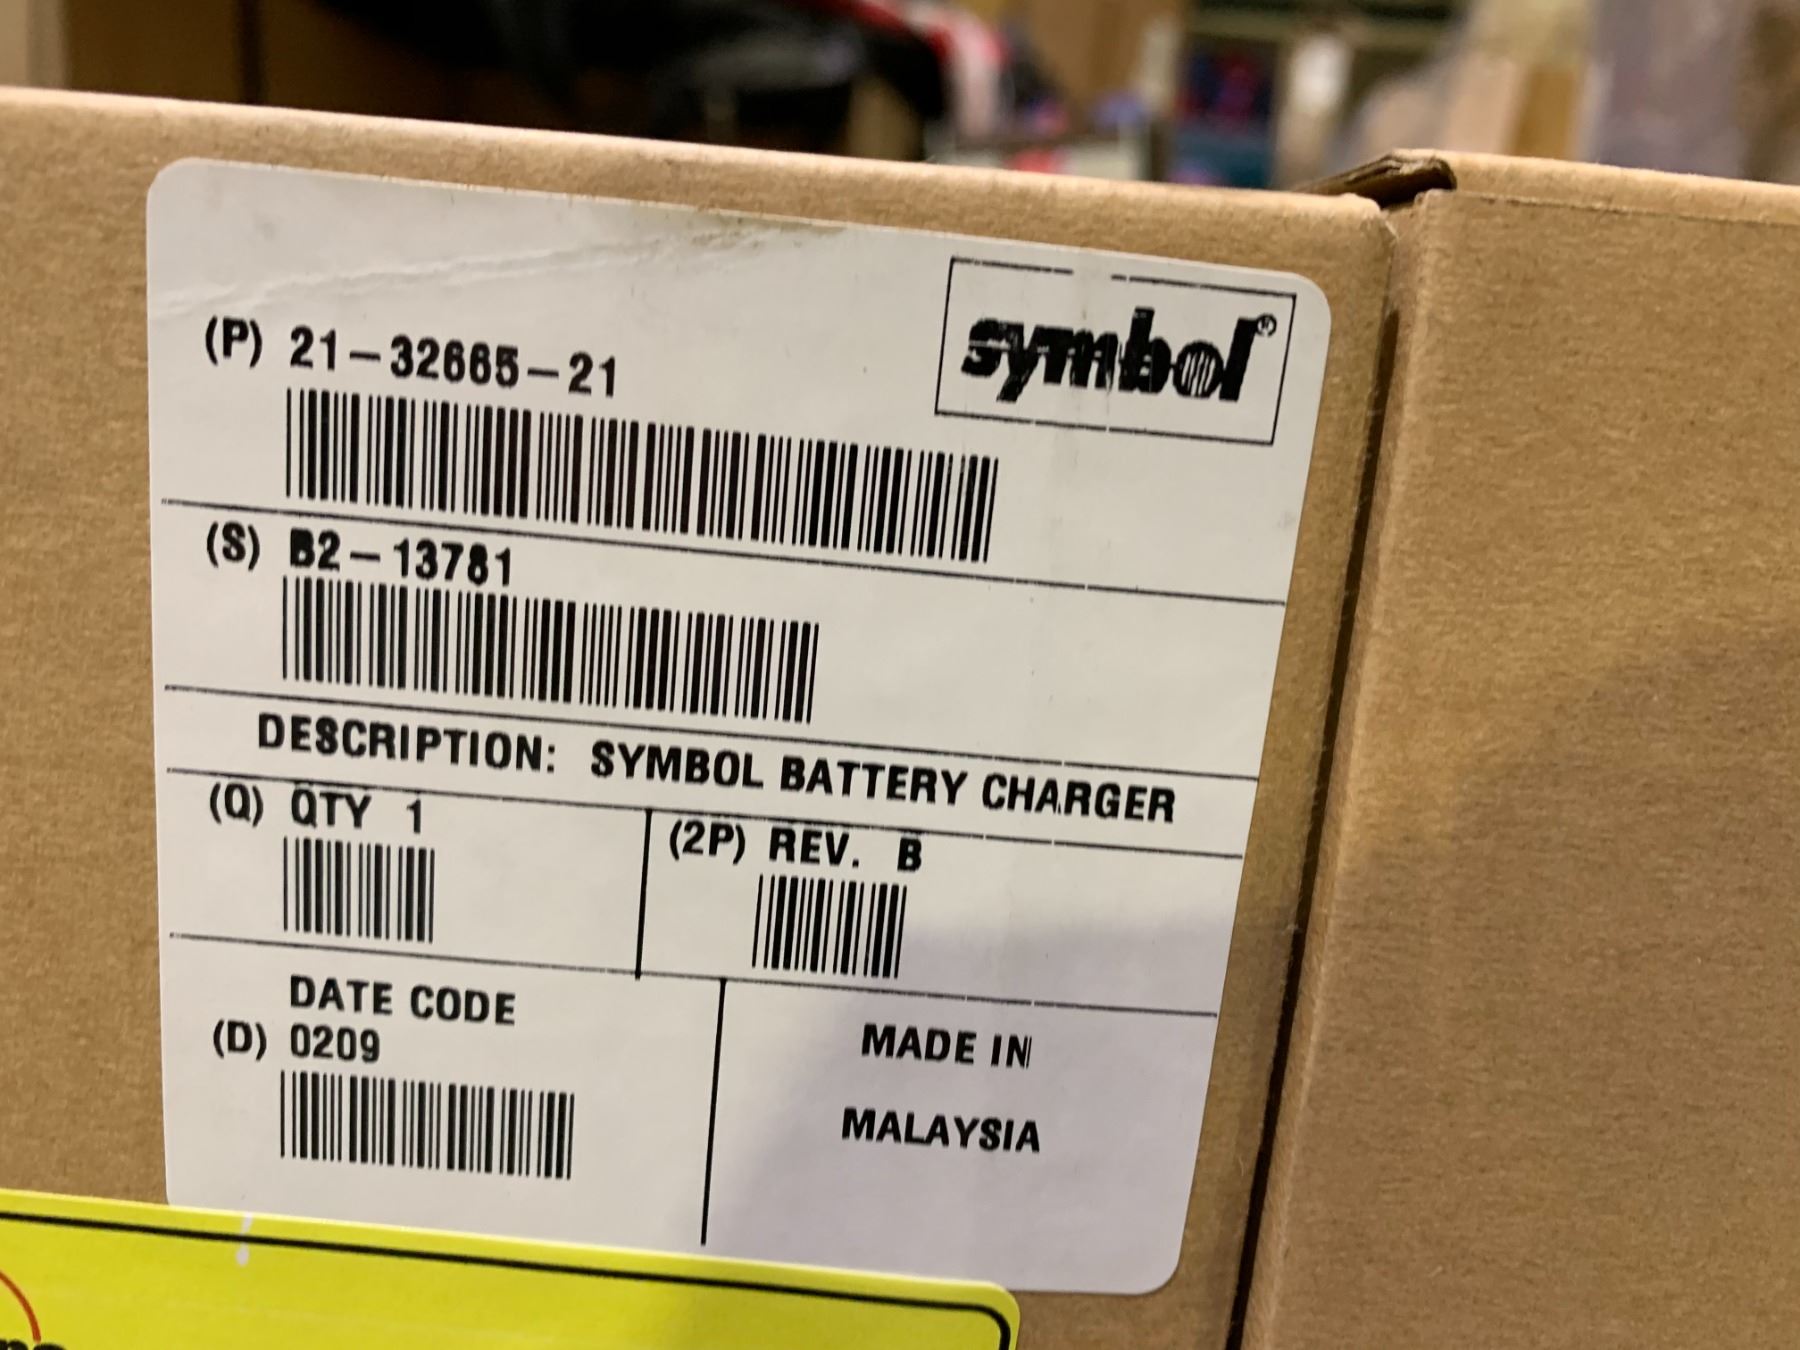 symbol®
(P) 21-32665-21
(S) B2-13781
DESCRIPTION: SYMBOL BATTERY CHARGER
(Q) QTY 1
(2P) REV. B
DATE CODE
(D) 0209
MADE IN
MALAYSIA